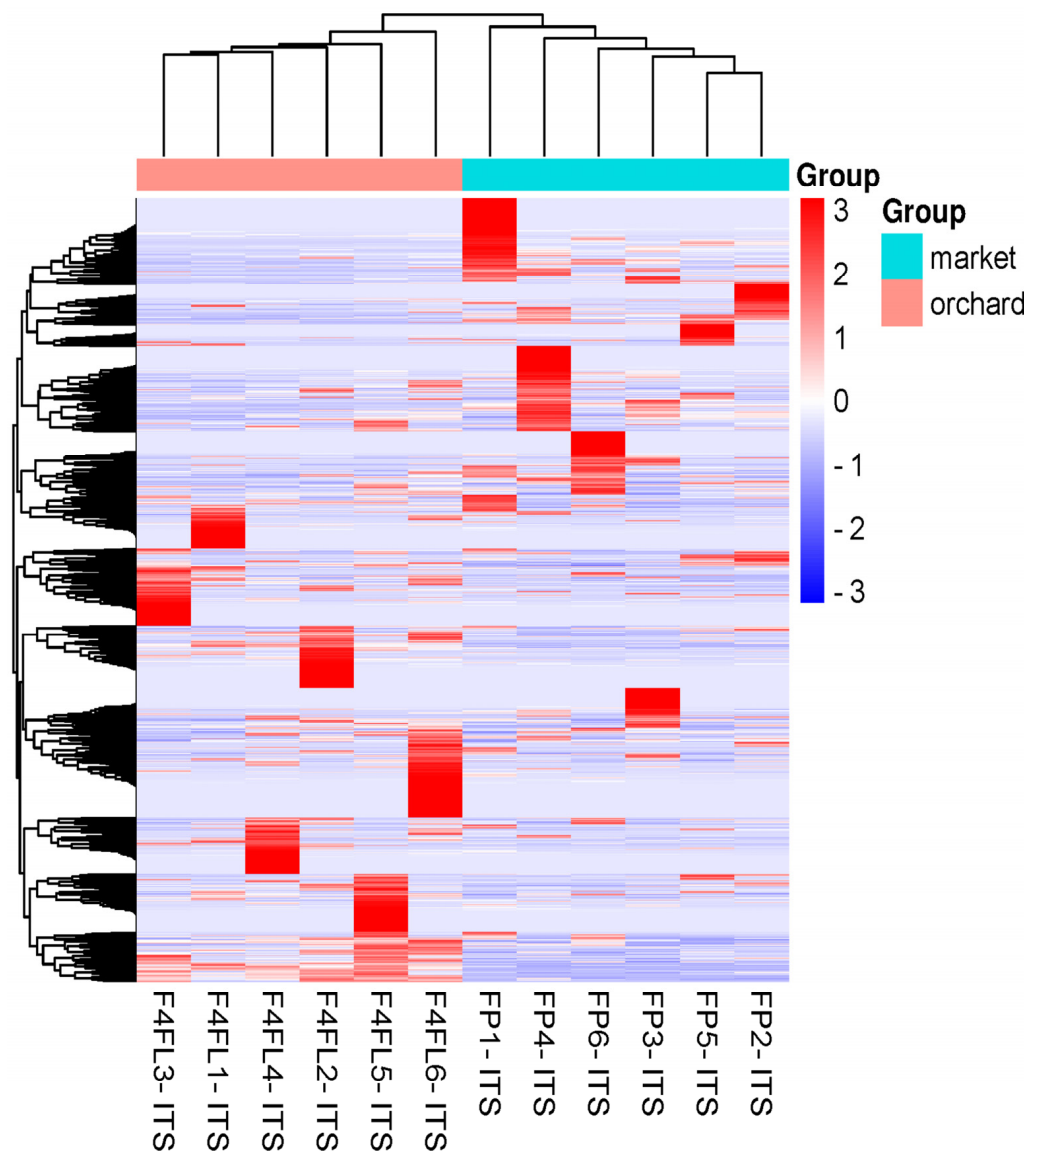 Group
3
2
1
0
- 1
- 2
- 3
Group
market
orchard
F4FL3- ITS
F4FL1- ITS
F4FL4- ITS
F4FL2- ITS
F4FL5- ITS
F4FL6- ITS
FP1- ITS
FP4- ITS
FP6- ITS
FP3- ITS
FP5- ITS
FP2- ITS